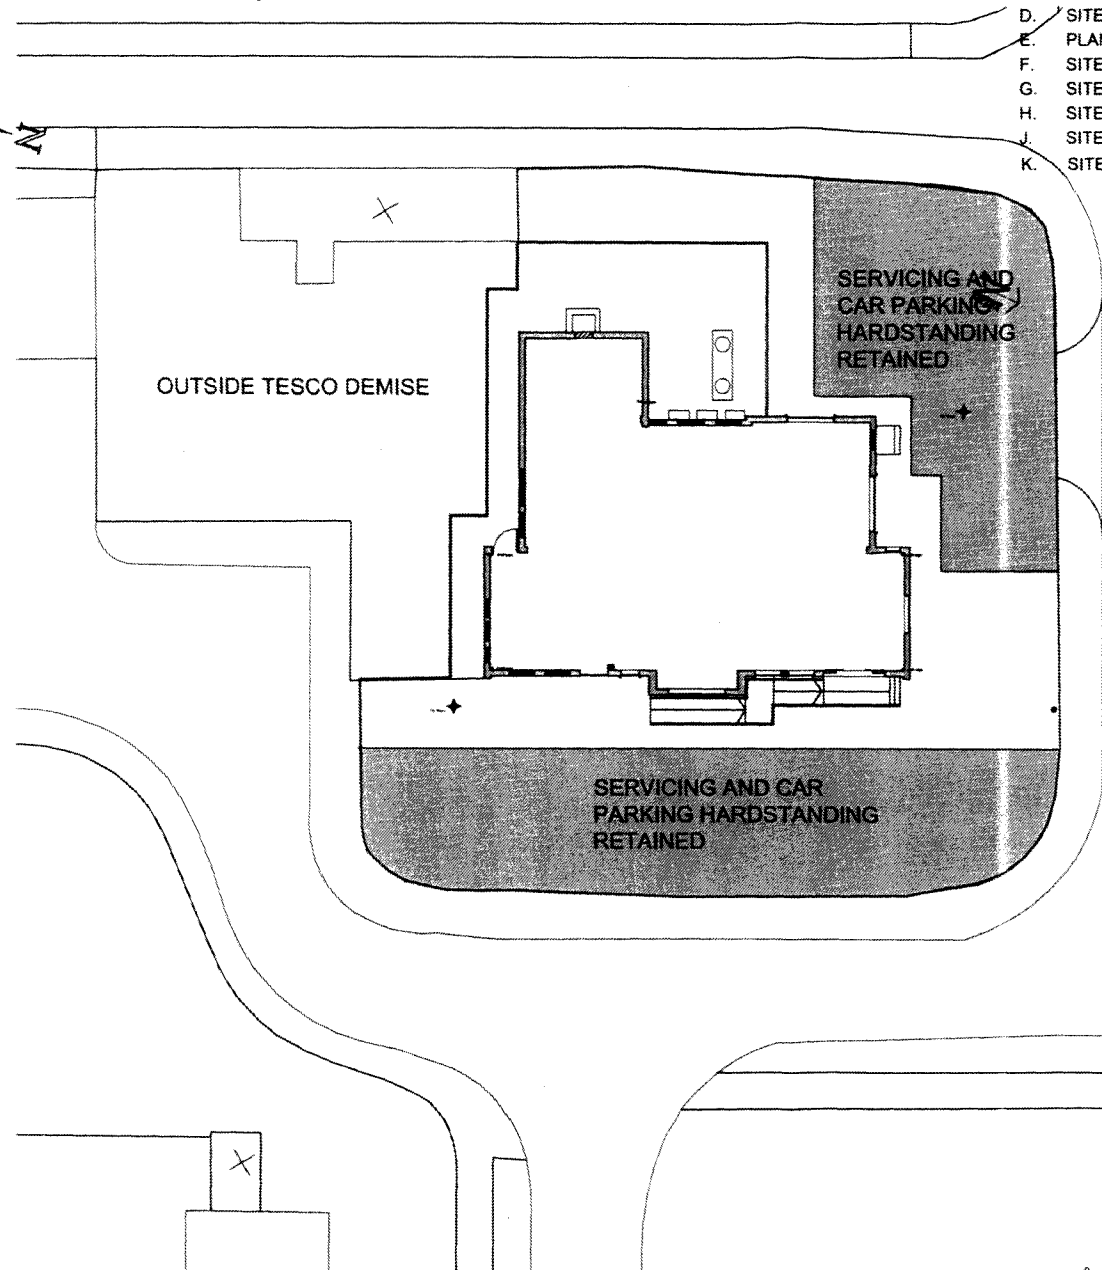 D. SITE
E. PLAN
F. SITE
G. SITE
H. SITE
J. SITE
K. SITE
N
SERVICING AND
CAR PARKING
HARDSTANDING
RETAINED
OUTSIDE TESCO DEMISE
SERVICING AND CAR
PARKING HARDSTANDING
RETAINED